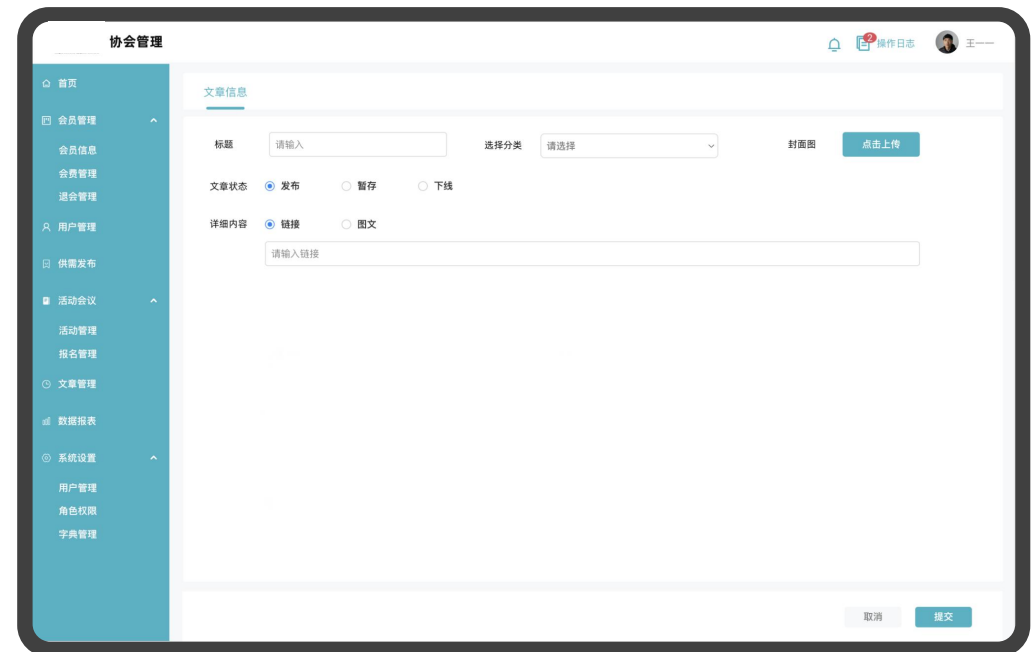 协会管理
2
操作日志
王一一
首页
会员管理
会员信息
会费管理
退会管理
用户管理
供需发布
活动会议
活动管理
报名管理
文章管理
数据报表
系统设置
用户管理
角色权限
字典管理
文章信息
标题 请输入 选择分类 请选择 封面图 点击上传
文章状态 发布 暂存 下线
详细内容 链接 图文
请输入链接
取消 提交